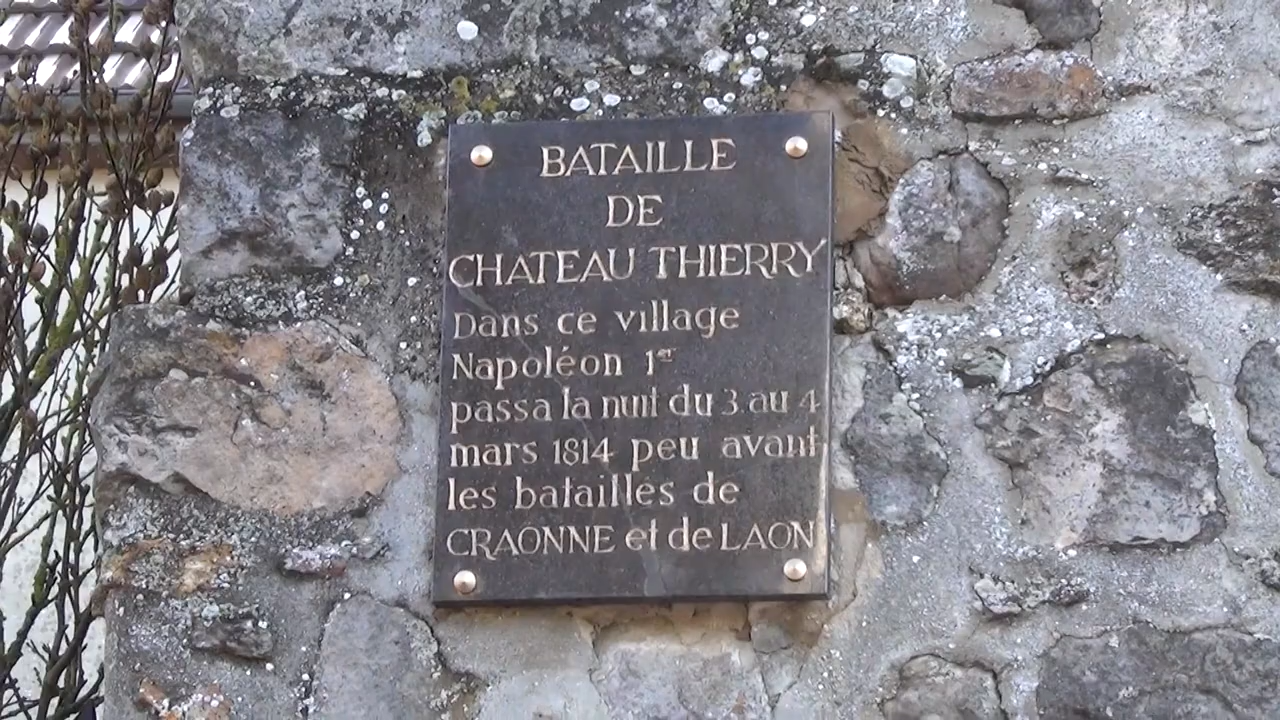 BATAILLE
DE
CHATEAU THIERRY
Dans ce village
Napoléon 1er
passa la nuit du 3 au 4
mars 1814 peu avant
les batailles de
CRAONNE et de LAON